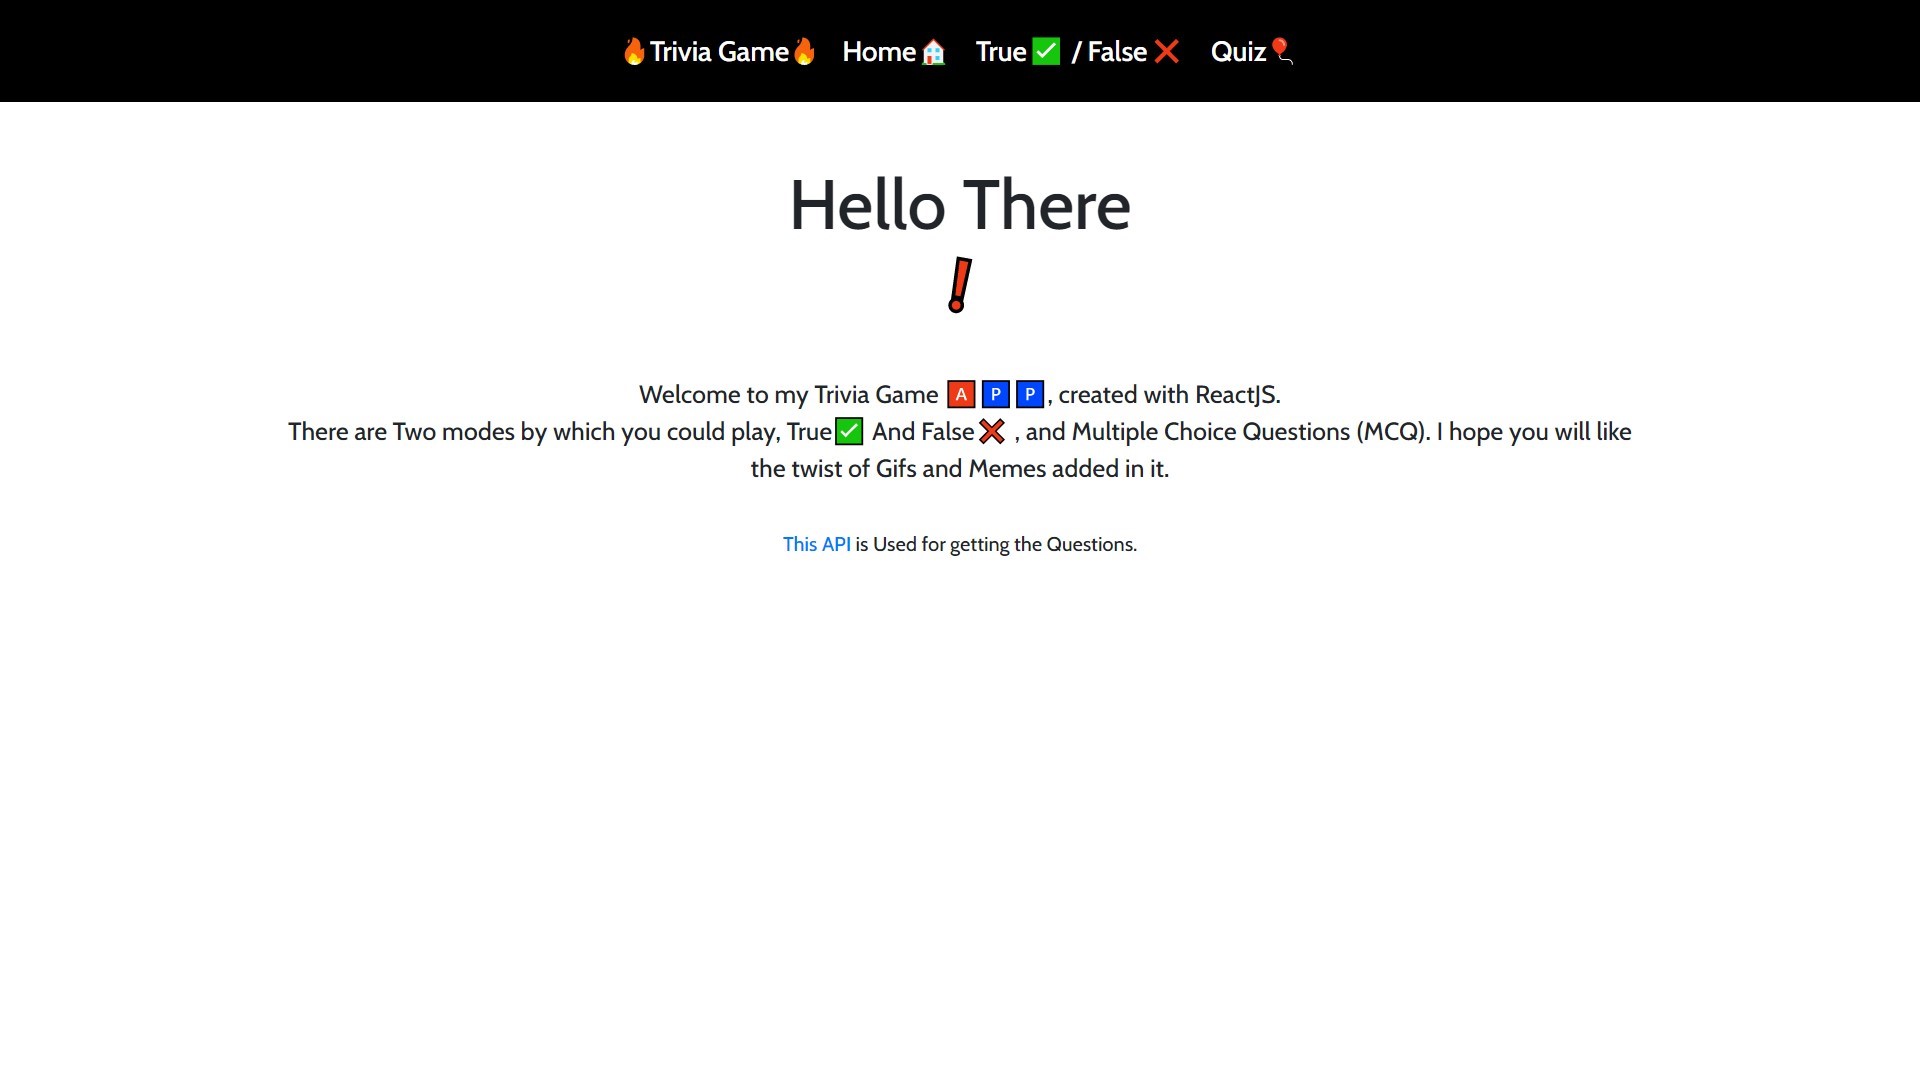 🔥Trivia Game🔥 Home🏠 True ✅ / False ❌ Quiz🎈
Hello There
❗
Welcome to my Trivia Game 🅰🅿🅿, created with ReactJS.
There are Two modes by which you could play, True✅ And False❌ , and Multiple Choice Questions (MCQ). I hope you will like
the twist of Gifs and Memes added in it.
This API is Used for getting the Questions.